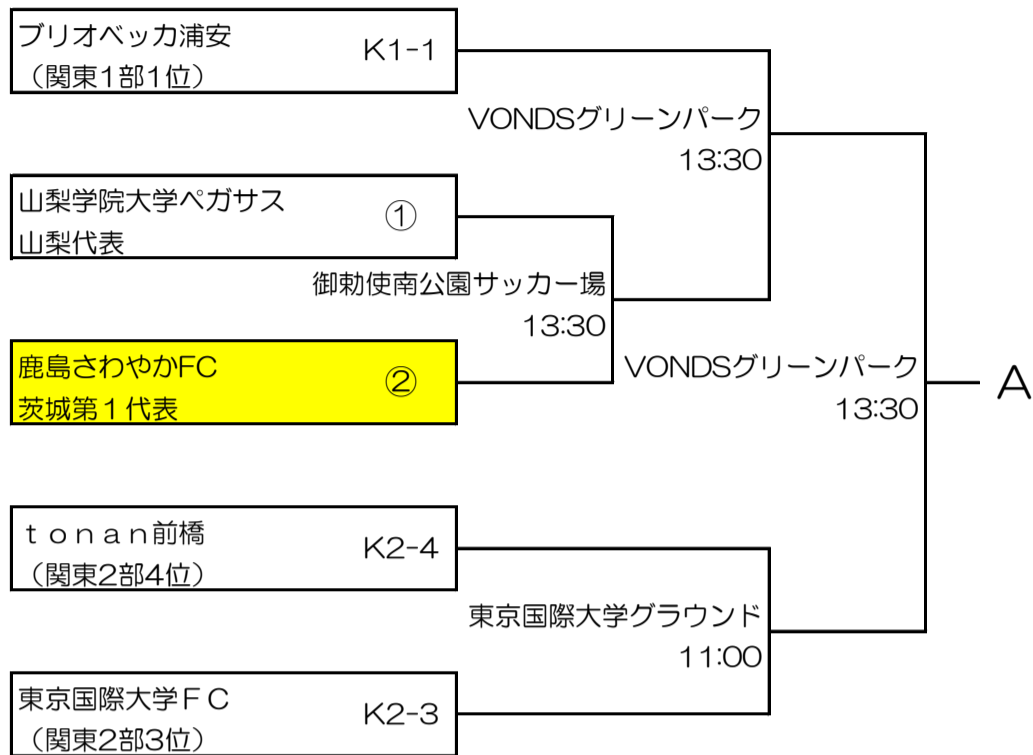 ブリオベッカ浦安
K1-1
（関東1部1位）
VONDSグリーンパーク
13:30
山梨学院大学ペガサス
①
山梨代表
御勅使南公園サッカー場
13:30
鹿島さわやかFC
②
茨城第１代表
VONDSグリーンパーク
13:30
A
ｔｏｎａｎ前橋
K2-4
（関東2部4位）
東京国際大学グラウンド
11:00
東京国際大学ＦＣ
K2-3
（関東2部3位）